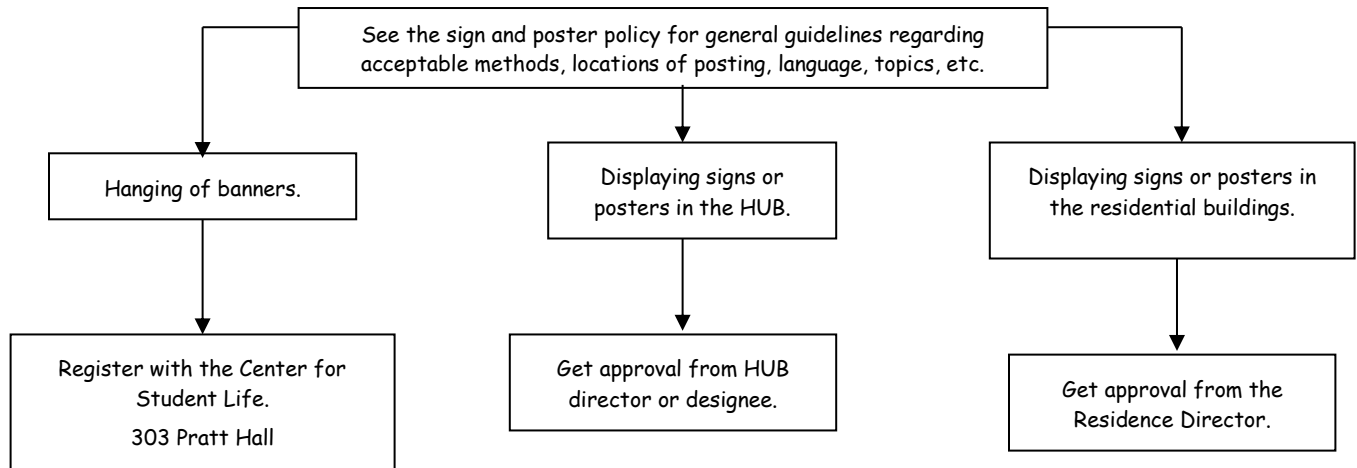 See the sign and poster policy for general guidelines regarding
acceptable methods, locations of posting, language, topics, etc.
Hanging of banners.
Displaying signs or
posters in the HUB.
Displaying signs or posters in
the residential buildings.
Register with the Center for
Student Life.
303 Pratt Hall
Get approval from HUB
director or designee.
Get approval from the
Residence Director.